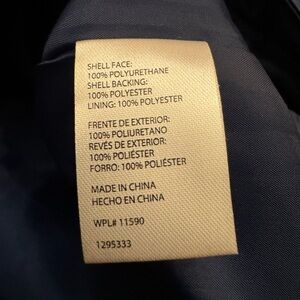 SHELL FACE:
100% POLYURETHANE
SHELL BACKING:
100% POLYESTER
LINING: 100% POLYESTER
FRENTE DE EXTERIOR:
100% POLIURETANO
REVÉS DE EXTERIOR:
100% POLIÉSTER
FORRO: 100% POLIÉSTER
MADE IN CHINA
HECHO EN CHINA
WPL# 11590
1295333